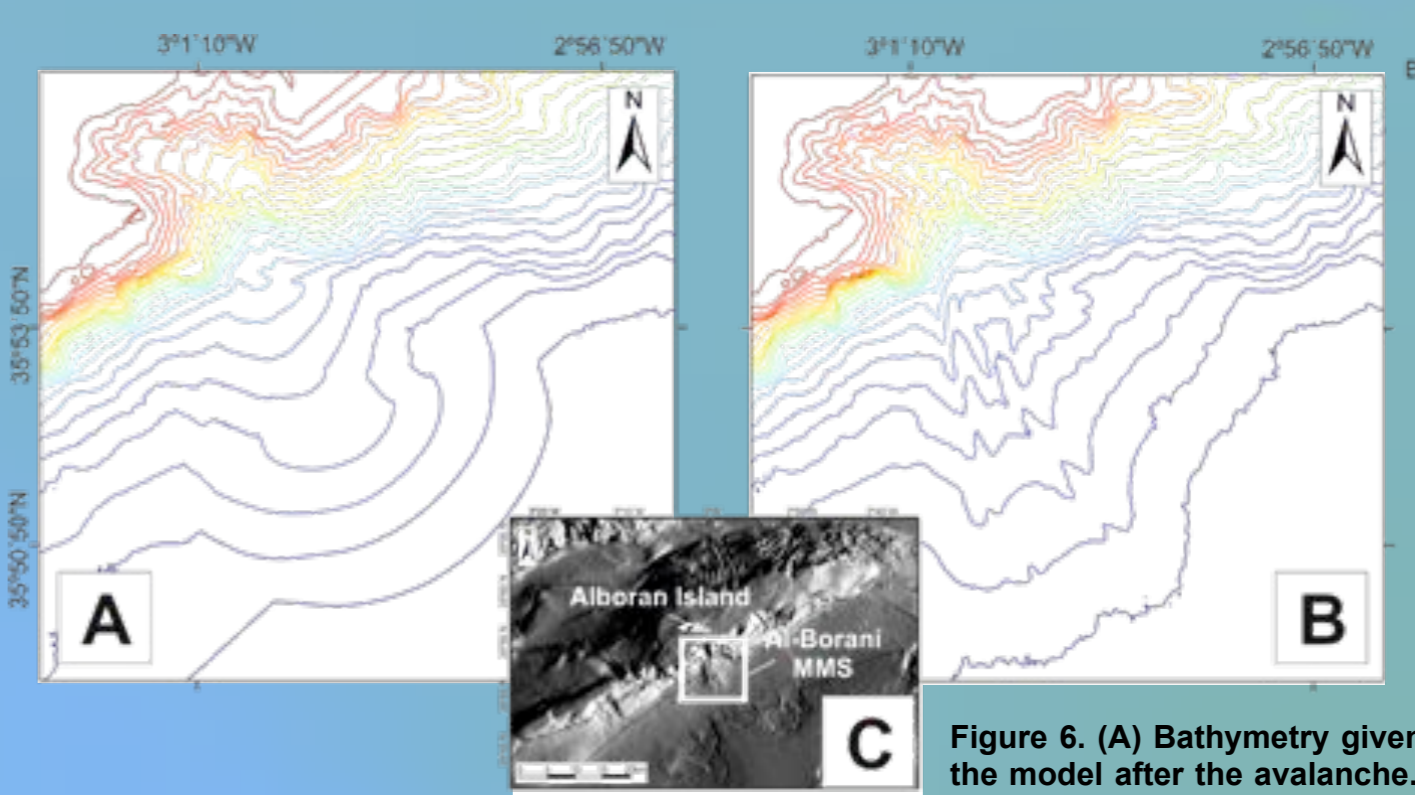 3°1'10"W
2°56'50"W
3°1'10"W
2°56'50"W
N
N
35°53'50"N
35°50'50"N
A
B
Alboran Island
Al-Borani
MMS
C
Figure 6. (A) Bathymetry given
the model after the avalanche.